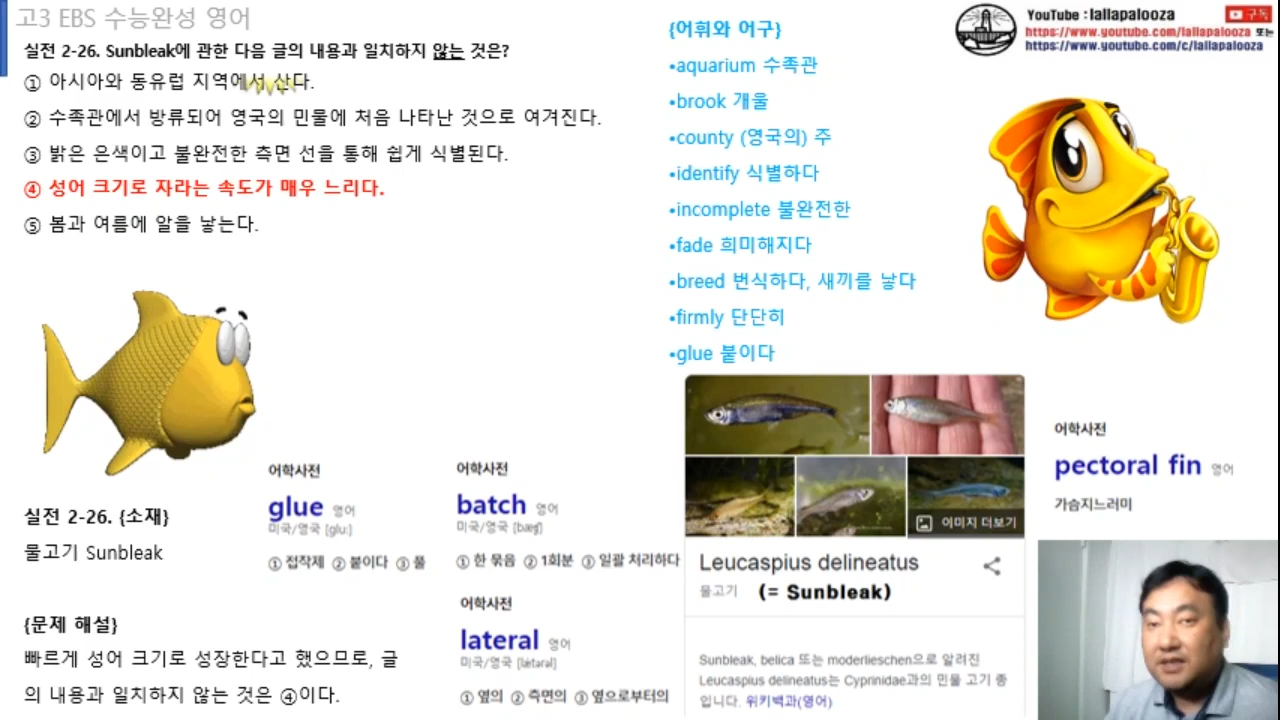 고3 EBS 수능완성 영어
실전 2-26. Sunbleak에 관한 다음 글의 내용과 일치하지 않는 것은?
① 아시아와 동유럽 지역에서 산다.
② 수족관에서 방류되어 영국의 민물에 처음 나타난 것으로 여겨진다.
③ 밝은 은색이고 불완전한 측면 선을 통해 쉽게 식별된다.
④ 성어 크기로 자라는 속도가 매우 느리다.
⑤ 봄과 여름에 알을 낳는다.
실전 2-26. {소재}
물고기 Sunbleak
{문제 해설}
빠르게 성어 크기로 성장한다고 했으므로, 글
의 내용과 일치하지 않는 것은 ④이다.
어학사전
glue 영어
미국/영국 [gluː]
① 접착제 ② 붙이다 ③ 풀
어학사전
batch 영어
미국/영국 [bætʃ]
① 한 묶음 ② 1회분 ③ 일괄 처리하다
어학사전
lateral 영어
미국/영국 [lǽtərəl]
① 옆의 ② 측면의 ③ 옆으로부터의
{어휘와 어구}
•aquarium 수족관
•brook 개울
•county (영국의) 주
•identify 식별하다
•incomplete 불완전한
•fade 희미해지다
•breed 번식하다, 새끼를 낳다
•firmly 단단히
•glue 붙이다
이미지 더보기
Leucaspius delineatus
물고기 (= Sunbleak)
Sunbleak, belica 또는 moderlieschen으로 알려진
Leucaspius delineatus는 Cyprinidae과의 민물 고기 종
입니다. 위키백과(영어)
YouTube : lallapalooza
구독
https://www.youtube.com/lallapalooza 또는
https://www.youtube.com/c/lallapalooza
어학사전
pectoral fin 영어
가슴지느러미